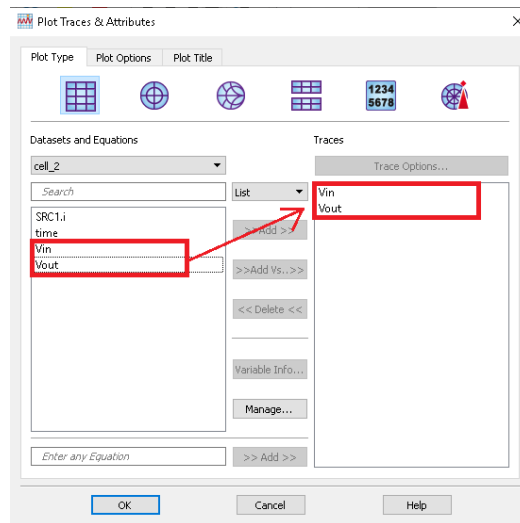 Plot Traces & Attributes
Plot Type Plot Options Plot Title
1234
5678
Datasets and Equations
Traces
cell_2
Trace Options...
Search
List
SRC1.i
time
Vin
Vout
>>Add >>
>>Add Vs..>>
<< Delete <<
Variable Info...
Manage...
Vin
Vout
Enter any Equation
>> Add >>
OK Cancel Help